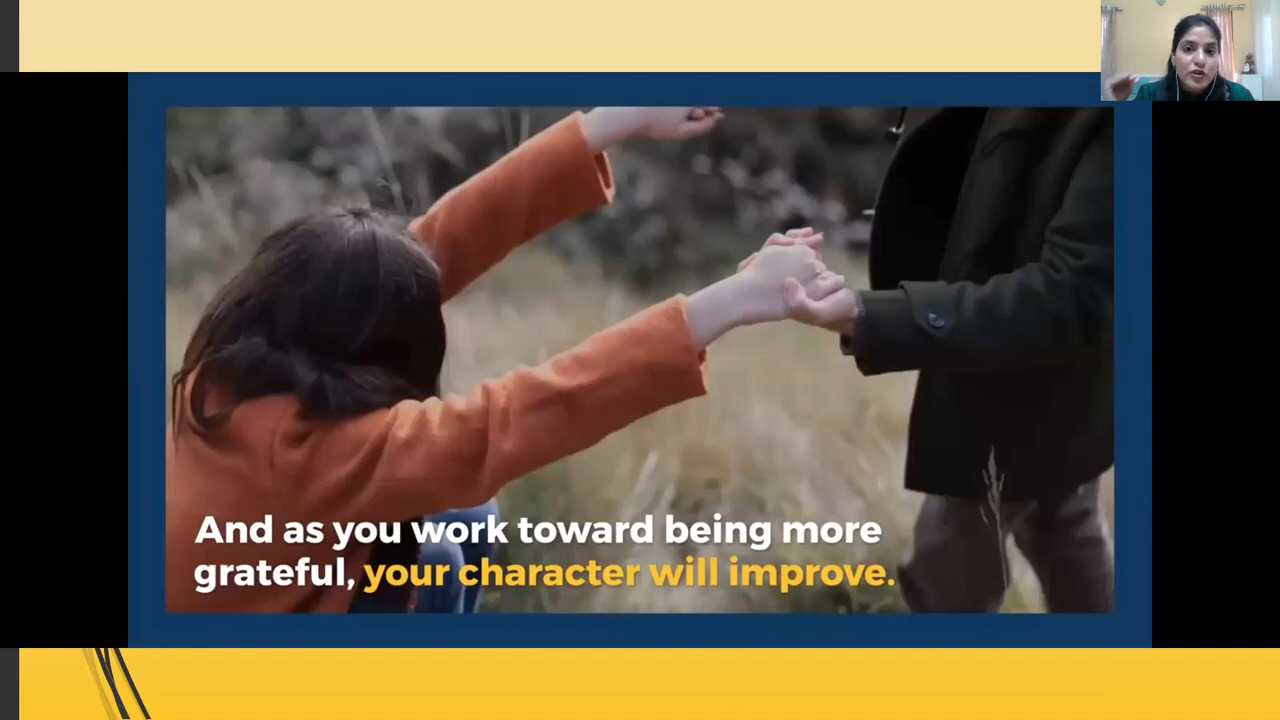 And as you work toward being more
grateful, your character will improve.